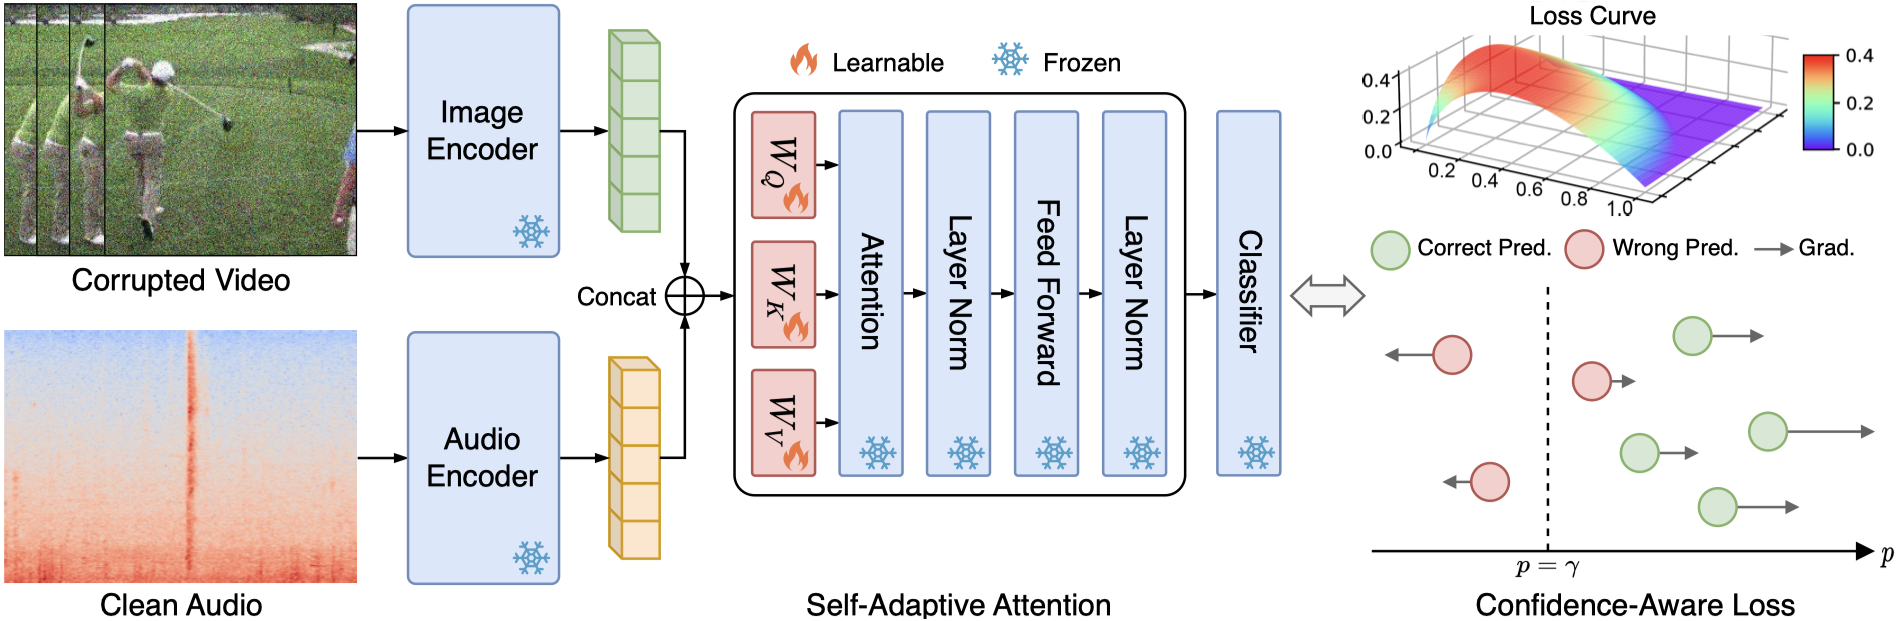 Corrupted Video
Clean Audio
Image
Encoder
Audio
Encoder
Concat
Learnable
Frozen
W_Q
W_K
W_V
Attention
Layer Norm
Feed Forward
Layer Norm
Classifier
Self-Adaptive Attention
Loss Curve
0.4
0.2
0.0
0.2
0.4
0.6
0.8
1.0
0.4
0.2
0.0
Correct Pred.
Wrong Pred.
Grad.
p = γ
p
Confidence-Aware Loss